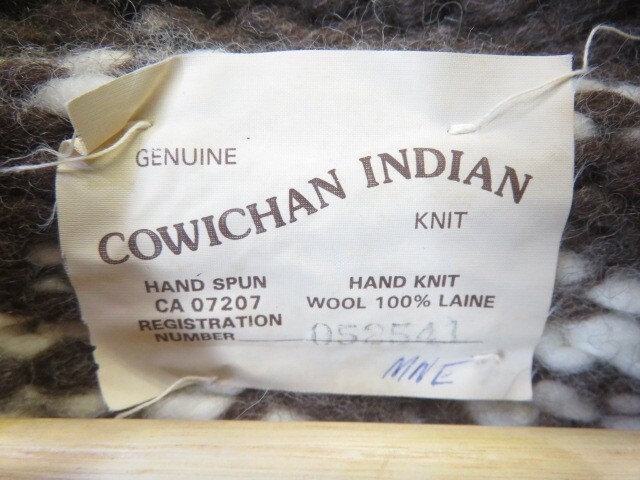 GENUINE
COWICHAN INDIAN
KNIT
HAND SPUN
CA 07207
HAND KNIT
WOOL 100% LAINE
REGISTRATION
NUMBER 052541
MNE